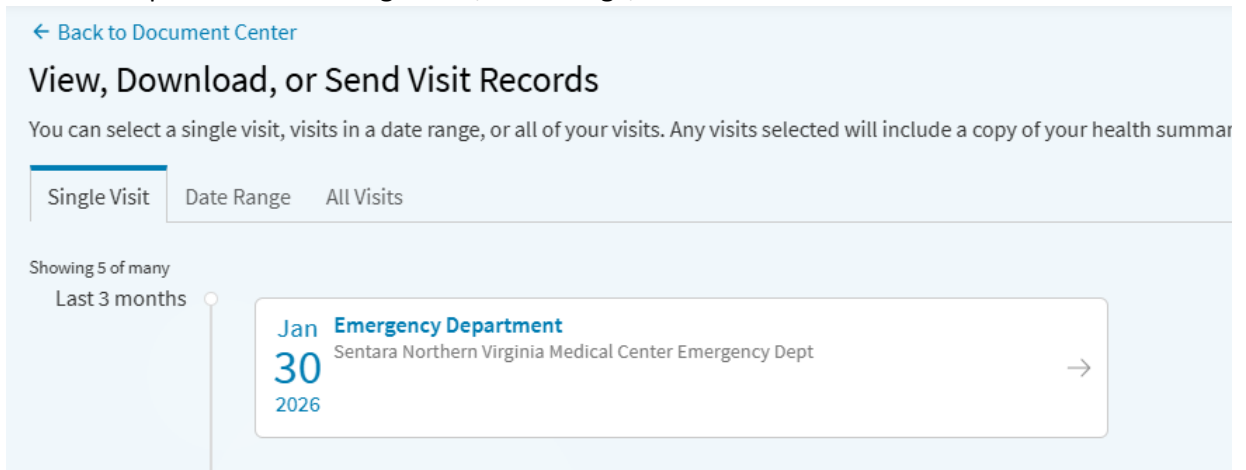 ← Back to Document Center
View, Download, or Send Visit Records
You can select a single visit, visits in a date range, or all of your visits. Any visits selected will include a copy of your health summar
Single Visit Date Range All Visits
Showing 5 of many
Last 3 months
Jan 30 2026
Emergency Department
Sentara Northern Virginia Medical Center Emergency Dept
→